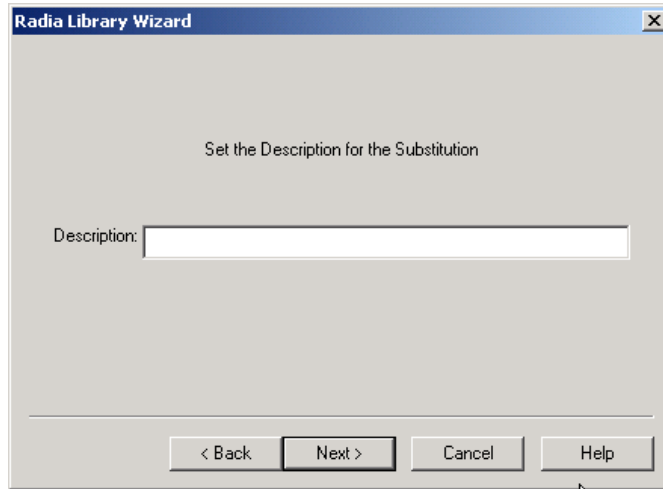 Radia Library Wizard
Set the Description for the Substitution
Description:
< Back Next > Cancel Help